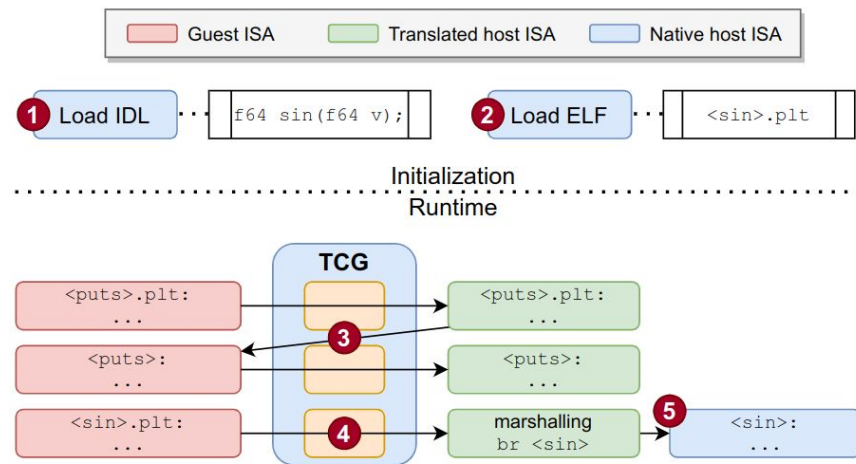 Guest ISA
Translated host ISA
Native host ISA
1
Load IDL
f64 sin(f64 v);
2
Load ELF
<sin>.plt
Initialization
Runtime
TCG
<puts>.plt:
...
<puts>.plt:
...
3
<puts>:
...
<puts>:
...
<sin>.plt:
...
4
marshalling
br <sin>
5
<sin>:
...